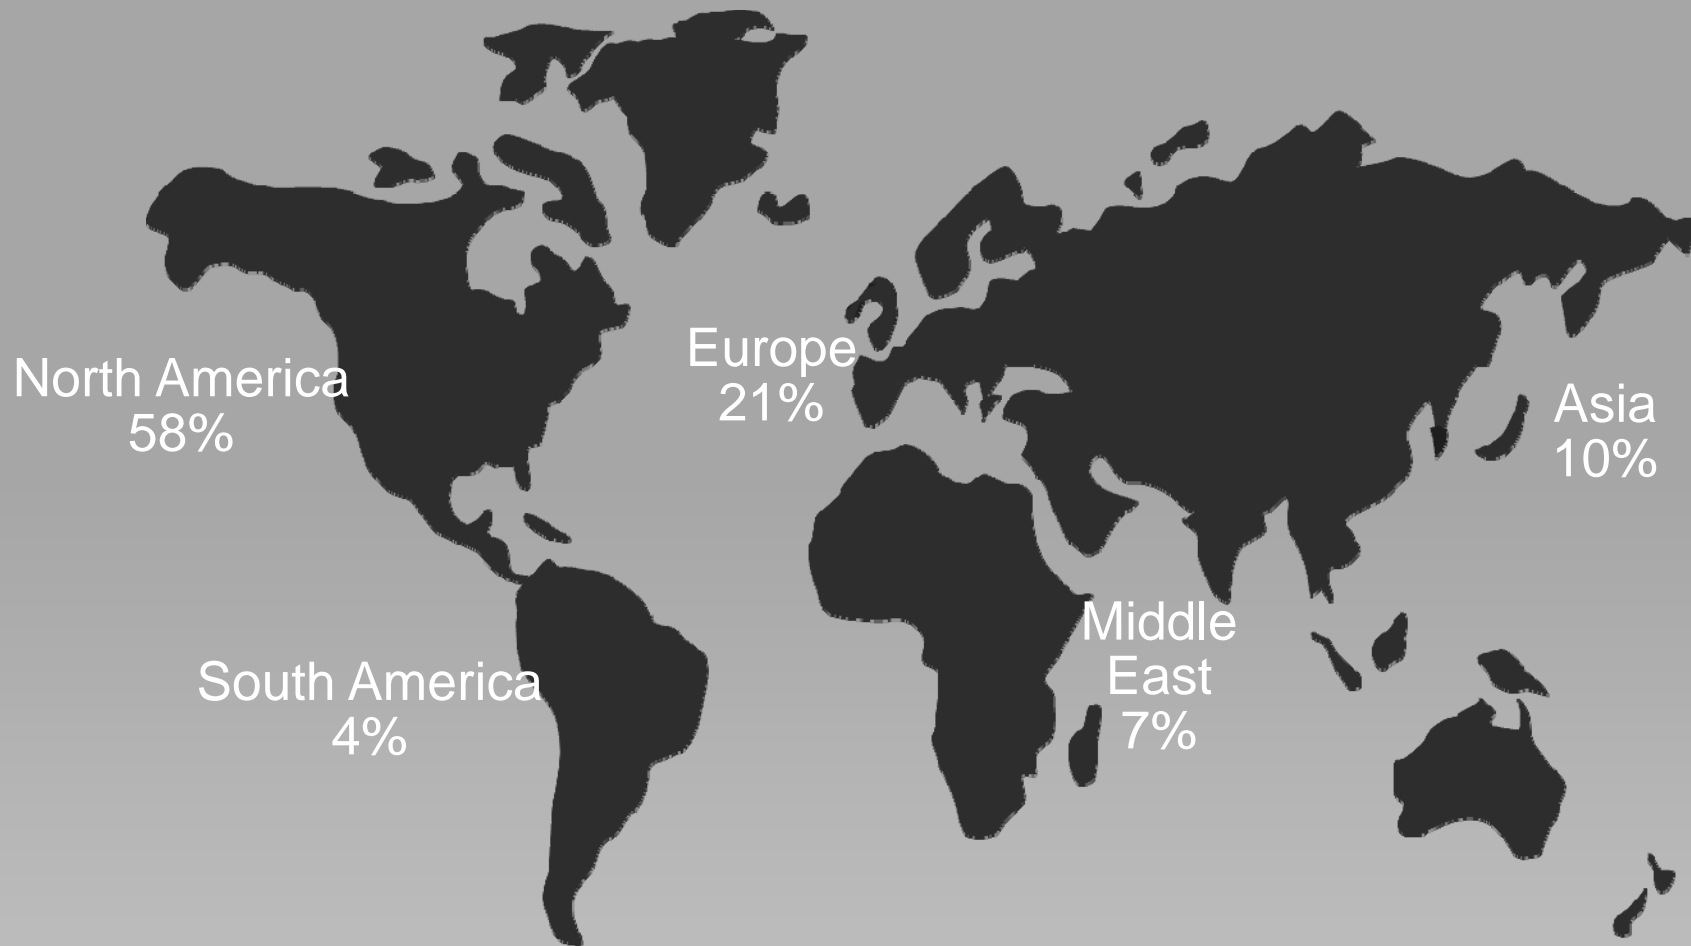 North America
58%
Europe
21%
Asia
10%
South America
4%
Middle
East
7%